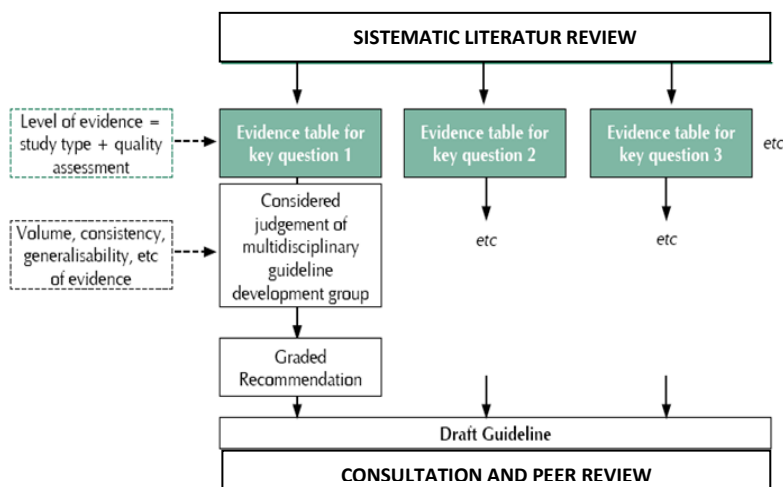 SISTEMATIC LITERATUR REVIEW
Level of evidence =
study type + quality
assessment
Evidence table for
key question 1
Evidence table for
key question 2
Evidence table for
key question 3
etc
Volume, consistency,
generalisability, etc
of evidence
Considered
judgement of
multidisciplinary
guideline
development group
etc
etc
Graded
Recommendation
Draft Guideline
CONSULTATION AND PEER REVIEW